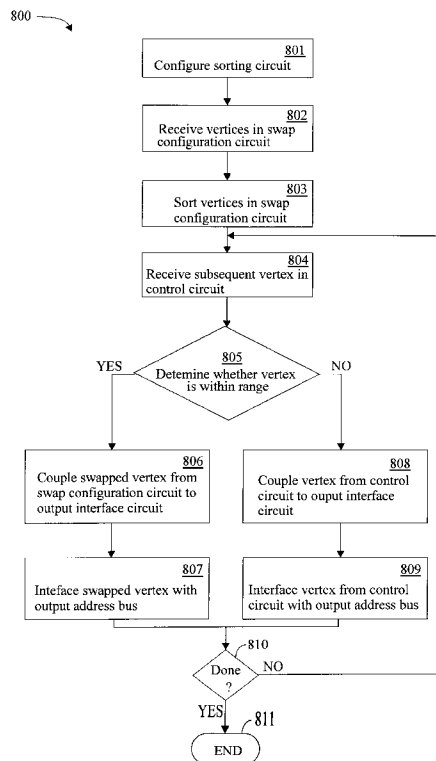 800
801
Configure sorting circuit
802
Receive vertices in swap
configuration circuit
803
Sort vertices in swap
configuration circuit
804
Receive subsequent vertex in
control circuit
805
YES
NO
Detemine whether vertex
is within range
806
Couple swapped vertex from
swap configuration circuit to
output interface circuit
808
Couple vertex from control
circuit to ouput interface
circuit
807
Inteface swapped vertex with
output address bus
809
Interface vertex from control
circuit with output address bus
810
Done
?
NO
YES
811
END